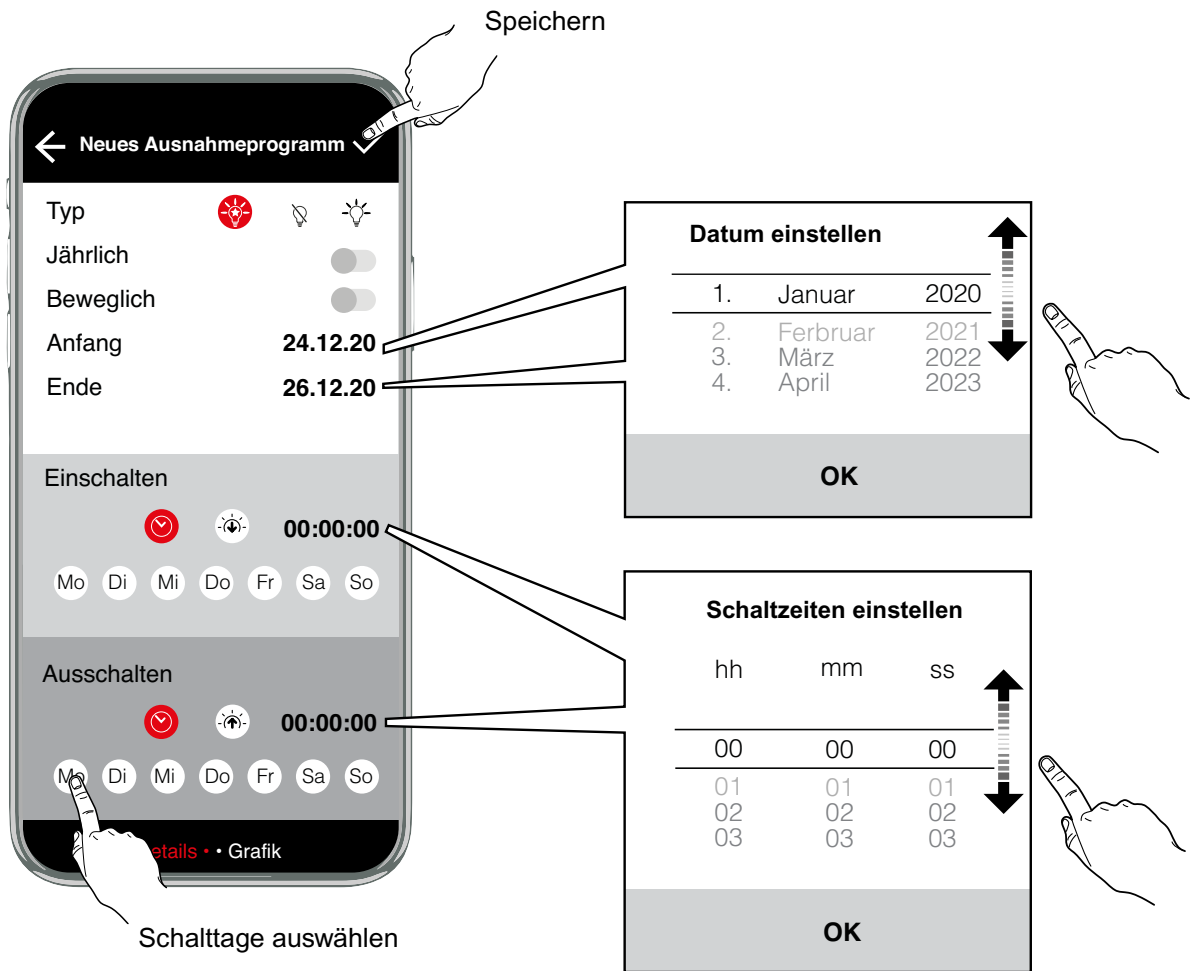 Speichern
Neues Ausnahmeprogramm
Typ
Jährlich
Beweglich
Anfang 24.12.20
Ende 26.12.20
Einschalten
00:00:00
Mo Di Mi Do Fr Sa So
Ausschalten
00:00:00
Mo Di Mi Do Fr Sa So
etails • • Grafik
Schalttage auswählen
Datum einstellen
1. Januar 2020
2. Ferbruar 2021
3. März 2022
4. April 2023
OK
Schaltzeiten einstellen
hh mm ss
00 00 00
01 01 01
02 02 02
03 03 03
OK